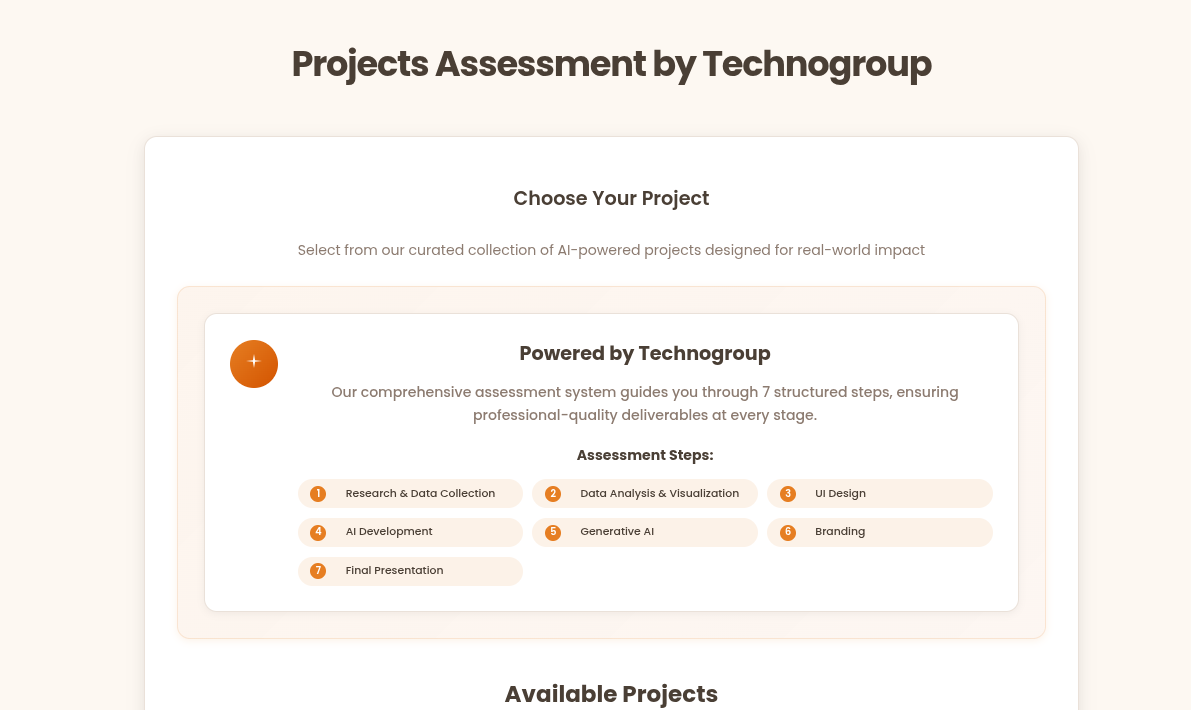 Projects Assessment by Technogroup
Choose Your Project
Select from our curated collection of AI-powered projects designed for real-world impact
Powered by Technogroup
Our comprehensive assessment system guides you through 7 structured steps, ensuring
professional-quality deliverables at every stage.
Assessment Steps:
1 Research & Data Collection
2 Data Analysis & Visualization
3 UI Design
4 AI Development
5 Generative AI
6 Branding
7 Final Presentation
Available Projects